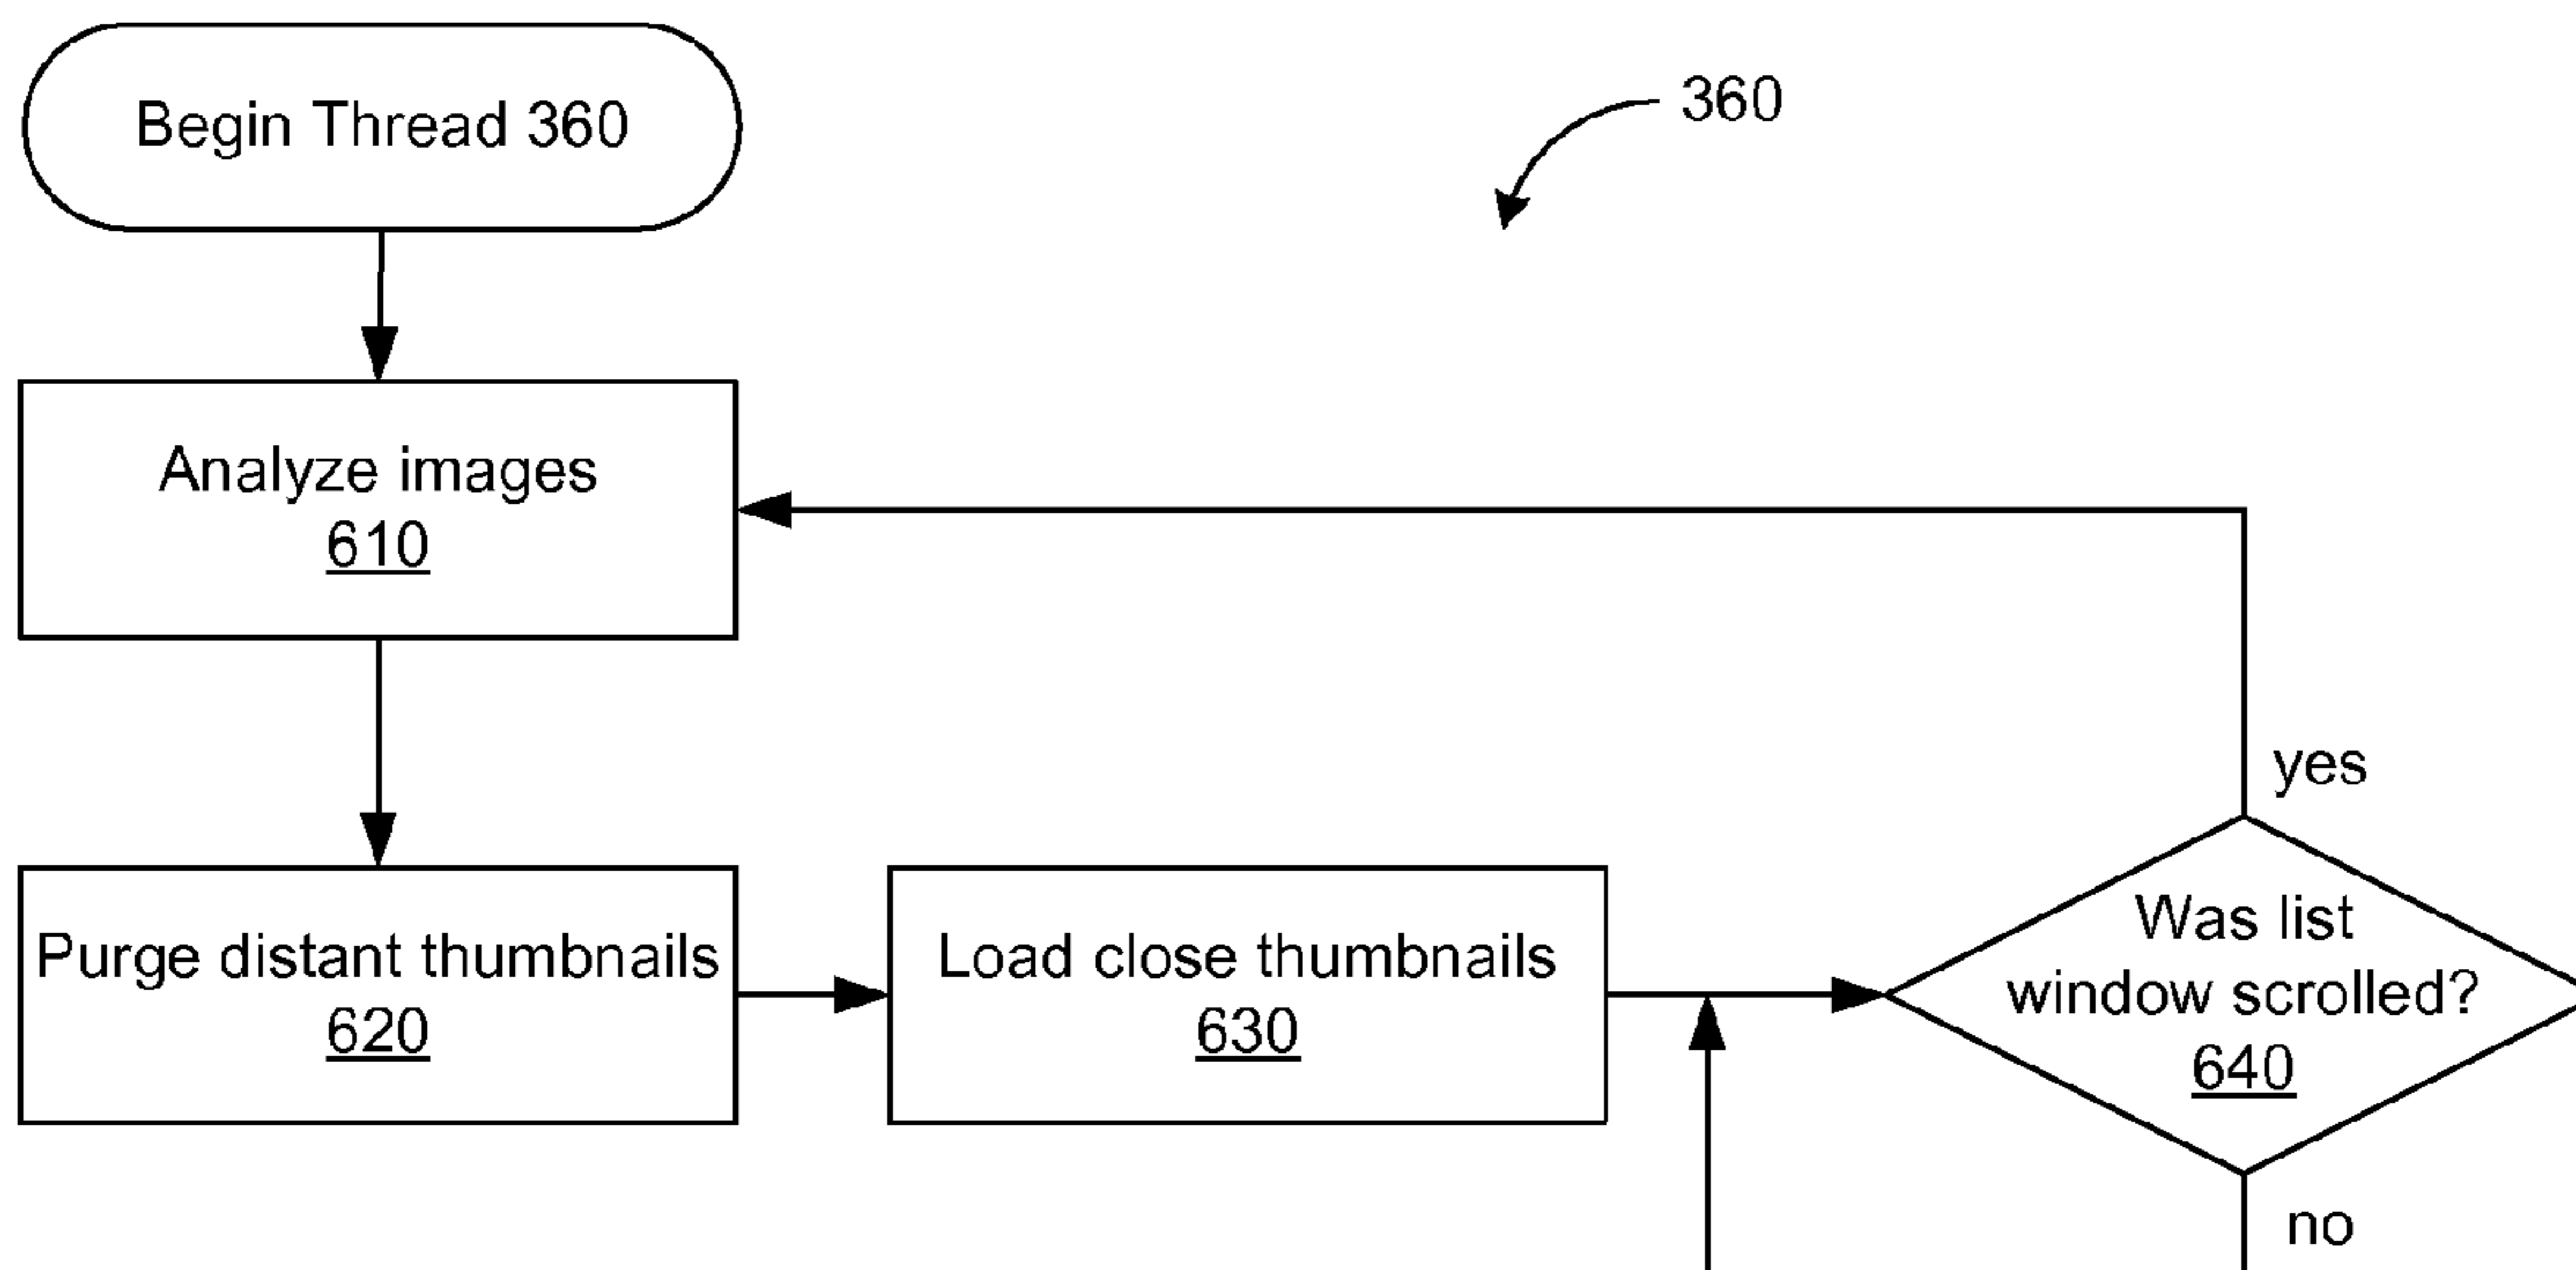 Begin Thread 360
360
Analyze images
610
yes
Purge distant thumbnails
620
Load close thumbnails
630
Was list
window scrolled?
640
no